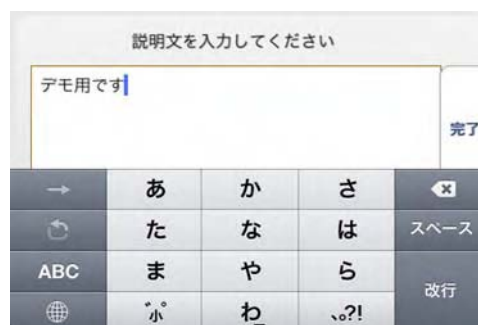 説明文を入力してください
デモ用です
完了
→ あ か さ
た な は スペース
ABC ま や ら 改行
゛゜小 わ 、。?!